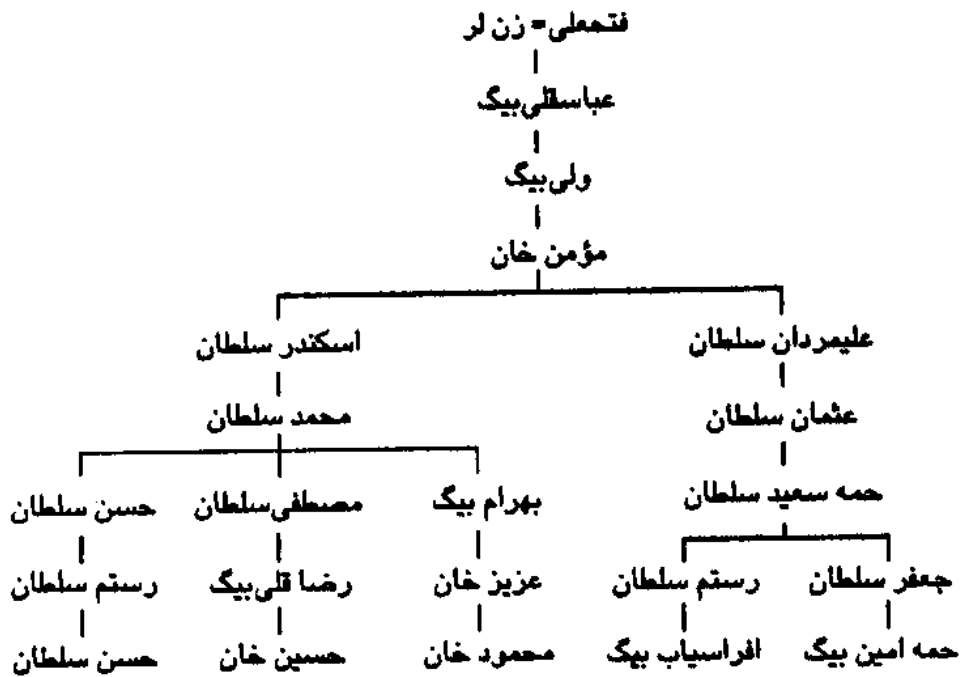 فتحعلی = زن لر
عباسقلی‌بیگ
ولی‌بیگ
مؤمن خان
علیمردان سلطان اسکندر سلطان
عثمان سلطان محمد سلطان
حمه سعید سلطان بهرام بیگ مصطفی‌سلطان حسن سلطان
جعفر سلطان رستم سلطان عزیز خان رضا قلی‌بیگ رستم سلطان
حمه امین بیگ افراسیاب بیگ محمود خان حسین خان حسن سلطان